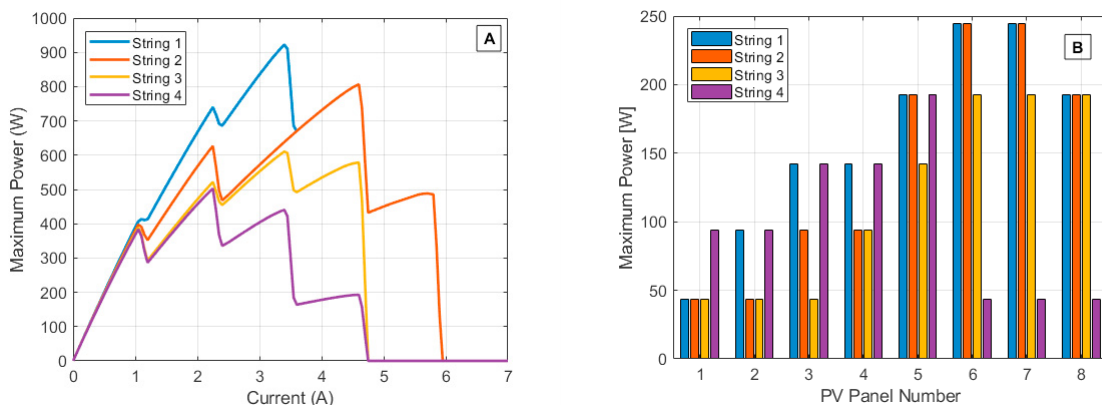 A
String 1
String 2
String 3
String 4
1000
900
800
700
600
500
400
300
200
100
0
0 1 2 3 4 5 6 7
Maximum Power (W)
Current (A)
B
String 1
String 2
String 3
String 4
250
200
150
100
50
0
1 2 3 4 5 6 7 8
Maximum Power [W]
PV Panel Number